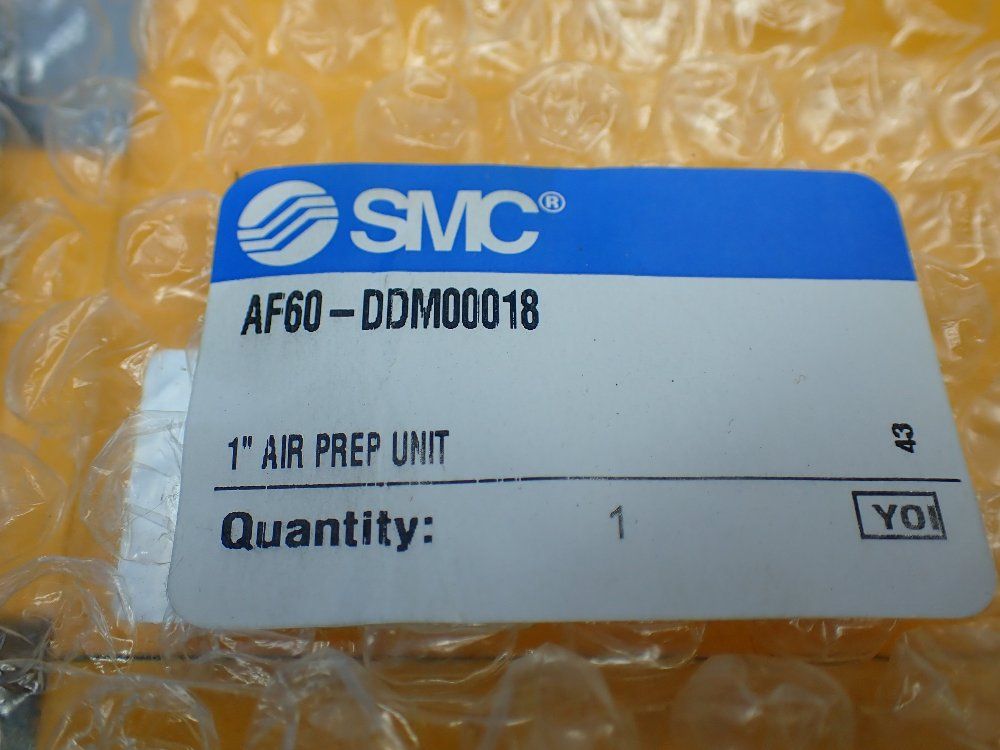 SMC®
AF60-DDM00018
1" AIR PREP UNIT
43
Quantity: 1 YOI